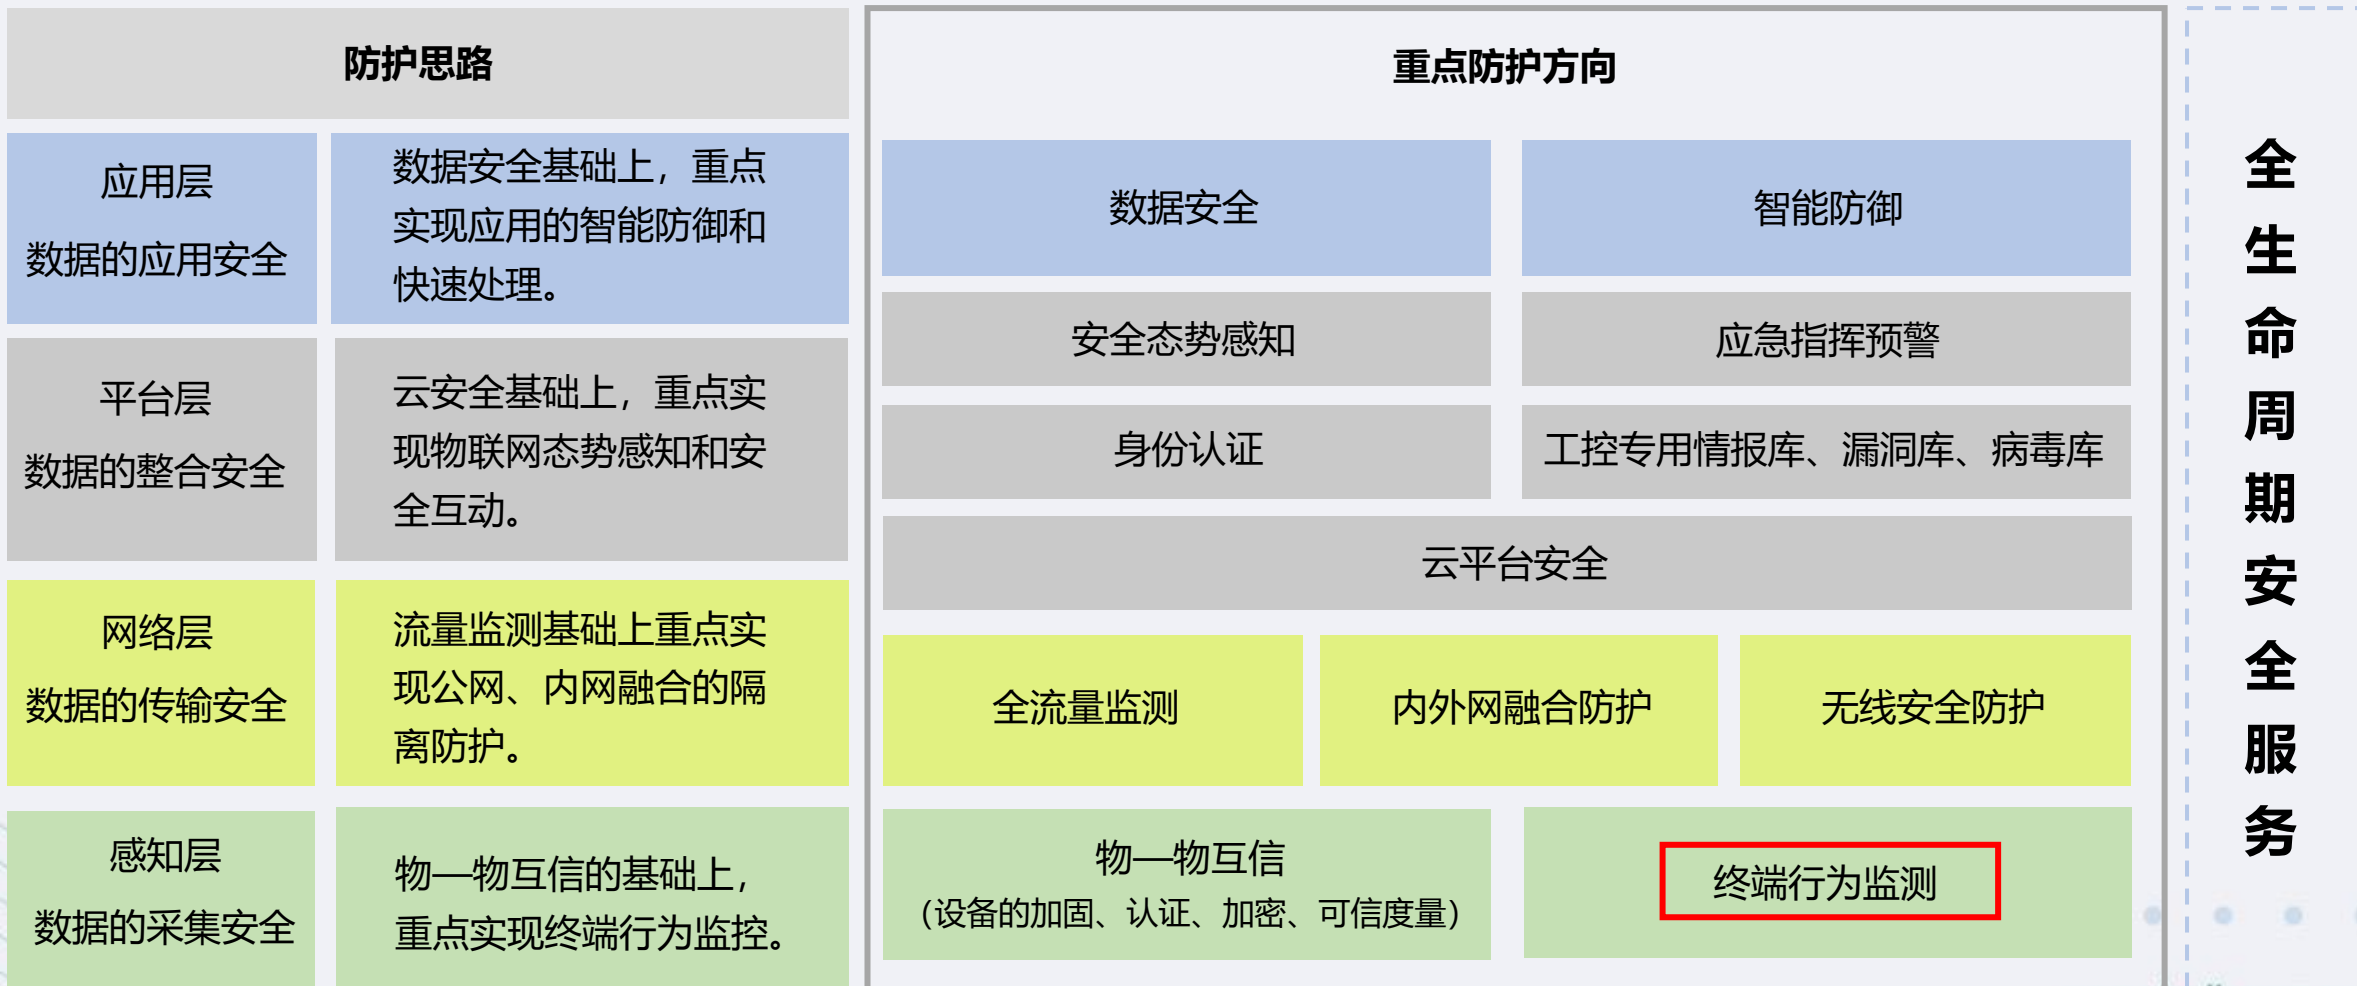 防护思路
重点防护方向
应用层
数据的应用安全
数据安全基础上，重点
实现应用的智能防御和
快速处理。
数据安全
智能防御
平台层
数据的整合安全
云安全基础上，重点实
现物联网态势感知和安
全互动。
安全态势感知
应急指挥预警
身份认证
工控专用情报库、漏洞库、病毒库
云平台安全
网络层
数据的传输安全
流量监测基础上重点实
现公网、内网融合的隔
离防护。
全流量监测
内外网融合防护
无线安全防护
感知层
数据的采集安全
物—物互信的基础上，
重点实现终端行为监控。
物—物互信
（设备的加固、认证、加密、可信度量）
终端行为监测
全生命周期安全服务